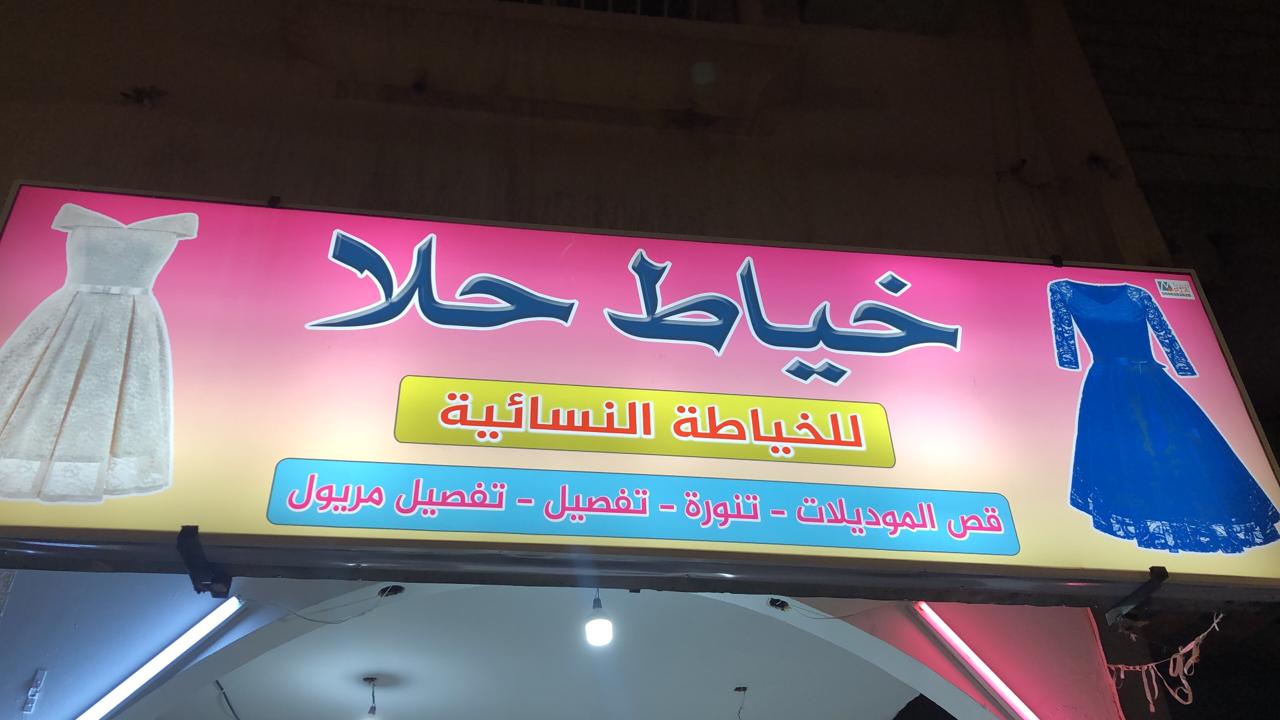 خياط حلا
للخياطة النسائية
قص الموديلات - تنورة - تفصيل - تفصيل مريول